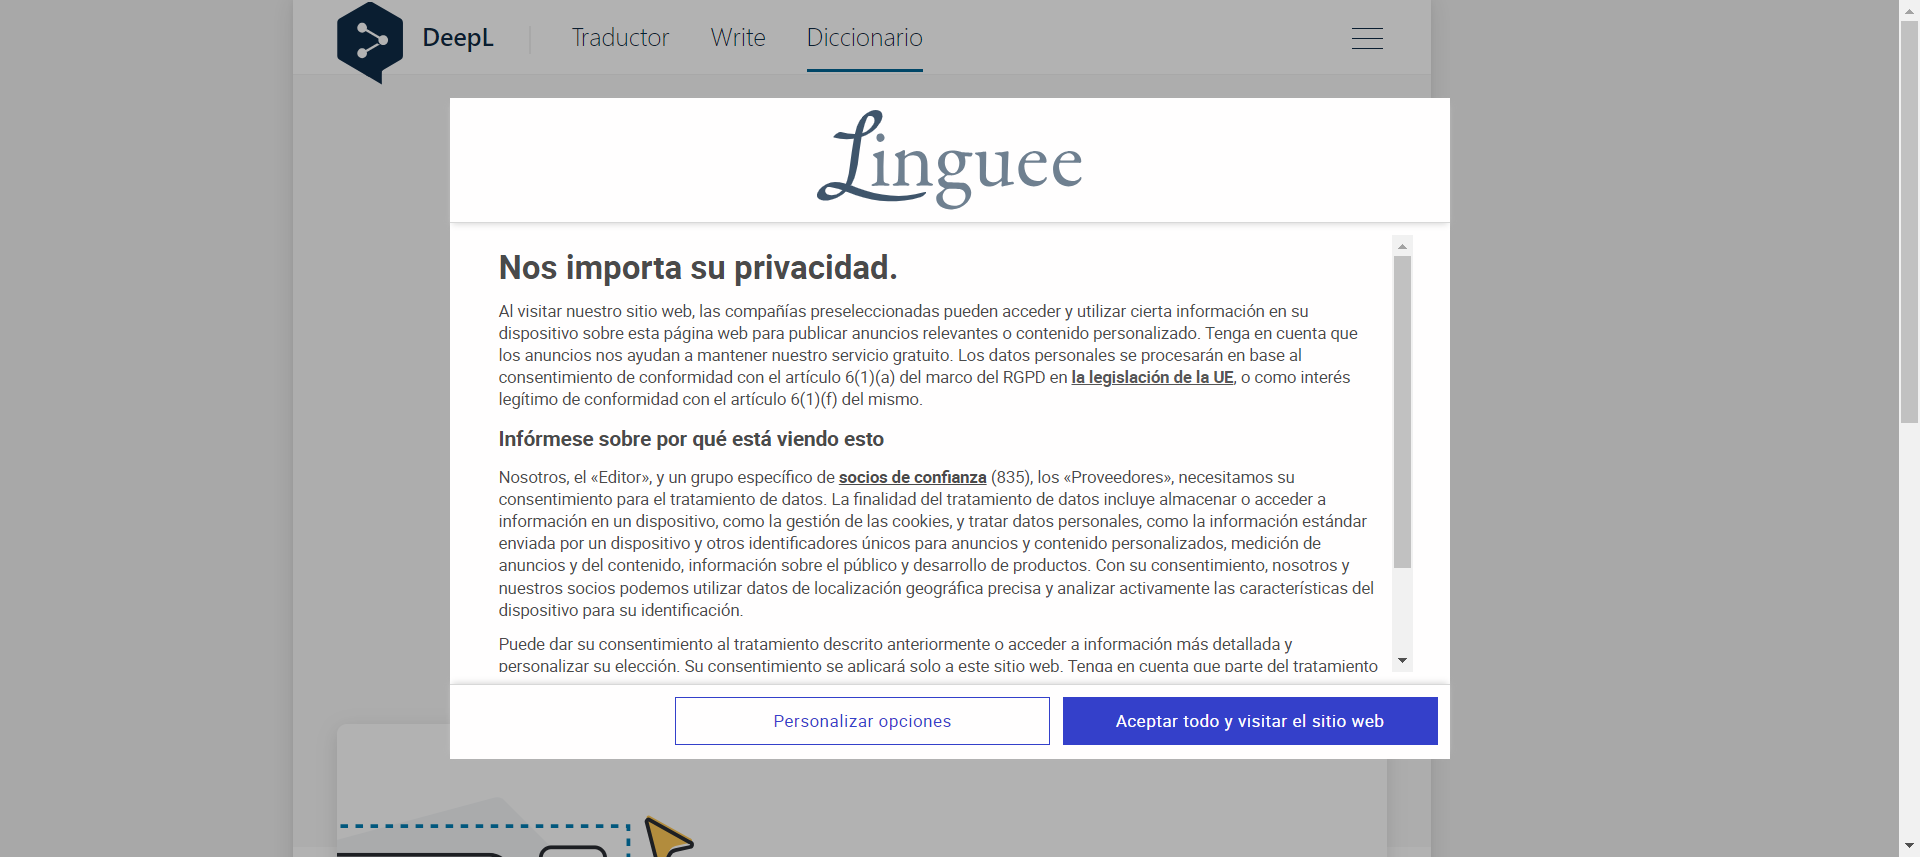 DeepL Traductor Write Diccionario
Linguee
Nos importa su privacidad.
Al visitar nuestro sitio web, las compañías preseleccionadas pueden acceder y utilizar cierta información en su
dispositivo sobre esta página web para publicar anuncios relevantes o contenido personalizado. Tenga en cuenta que
los anuncios nos ayudan a mantener nuestro servicio gratuito. Los datos personales se procesarán en base al
consentimiento de conformidad con el artículo 6(1)(a) del marco del RGPD en la legislación de la UE, o como interés
legítimo de conformidad con el artículo 6(1)(f) del mismo.
Infórmese sobre por qué está viendo esto
Nosotros, el «Editor», y un grupo específico de socios de confianza (835), los «Proveedores», necesitamos su
consentimiento para el tratamiento de datos. La finalidad del tratamiento de datos incluye almacenar o acceder a
información en un dispositivo, como la gestión de las cookies, y tratar datos personales, como la información estándar
enviada por un dispositivo y otros identificadores únicos para anuncios y contenido personalizados, medición de
anuncios y del contenido, información sobre el público y desarrollo de productos. Con su consentimiento, nosotros y
nuestros socios podemos utilizar datos de localización geográfica precisa y analizar activamente las características del
dispositivo para su identificación.
Puede dar su consentimiento al tratamiento descrito anteriormente o acceder a información más detallada y
personalizar su elección. Su consentimiento se aplicará solo a este sitio web. Tenga en cuenta que parte del tratamiento
Personalizar opciones
Aceptar todo y visitar el sitio web